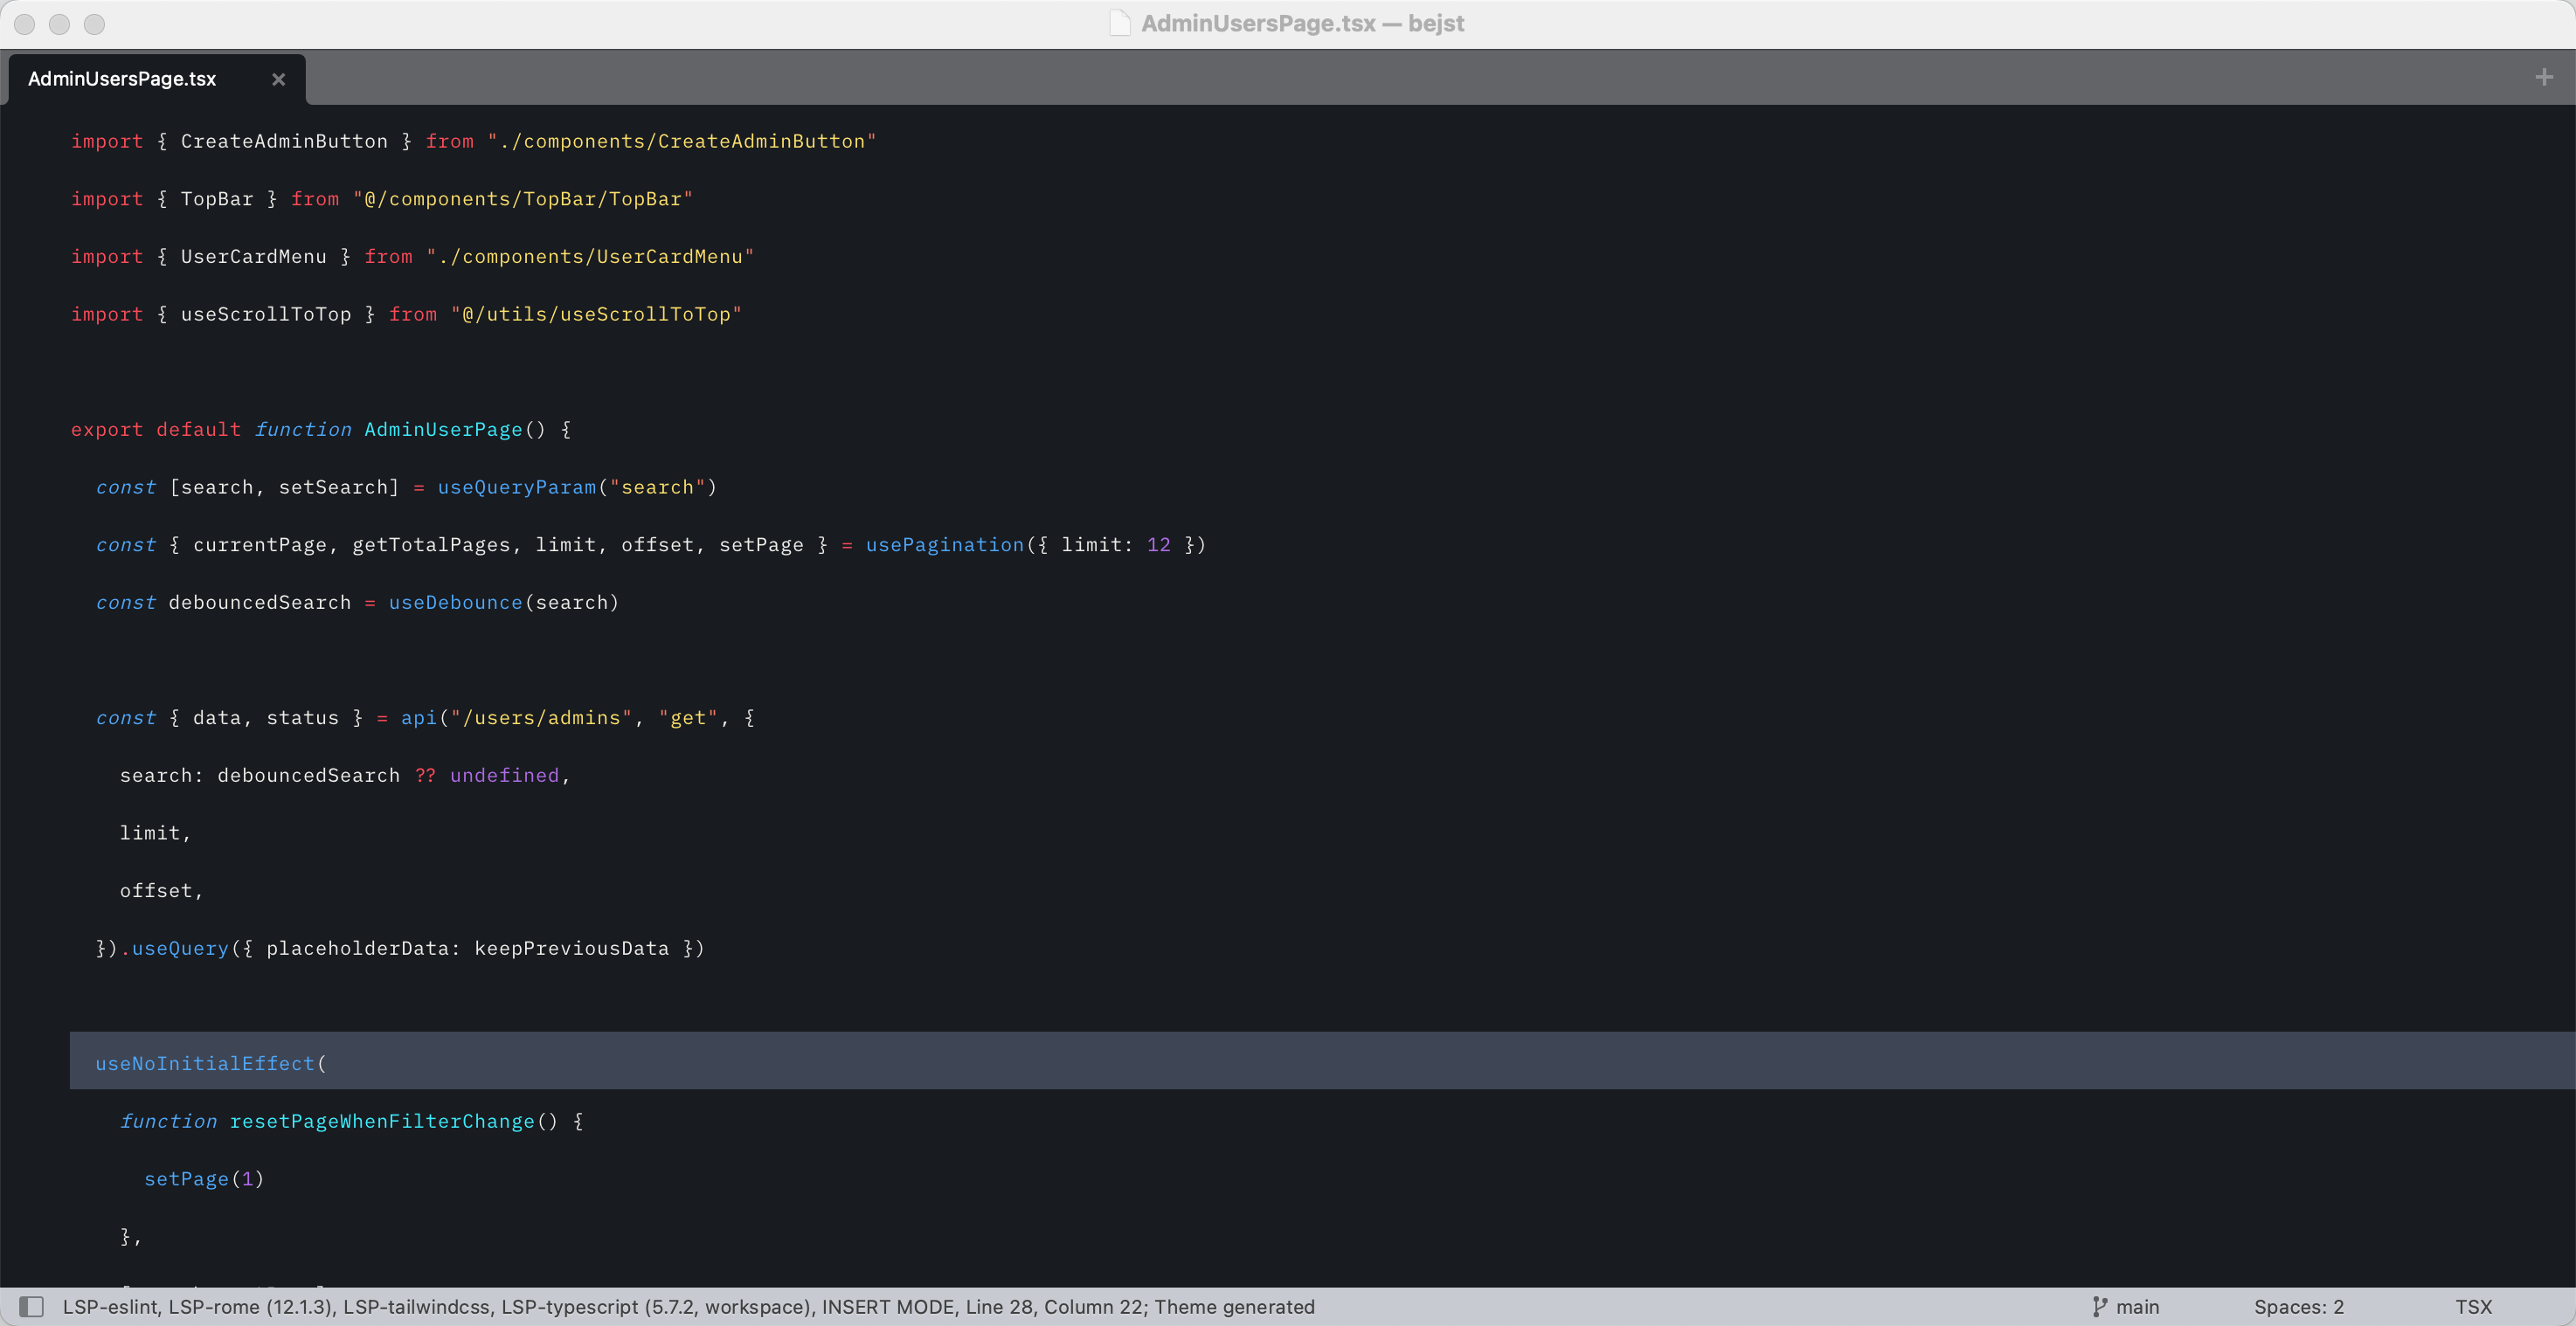 AdminUsersPage.tsx — bejst
AdminUsersPage.tsx
import { CreateAdminButton } from "./components/CreateAdminButton"
import { TopBar } from "@/components/TopBar/TopBar"
import { UserCardMenu } from "./components/UserCardMenu"
import { useScrollToTop } from "@/utils/useScrollToTop"
export default function AdminUserPage() {
  const [search, setSearch] = useQueryParam("search")
  const { currentPage, getTotalPages, limit, offset, setPage } = usePagination({ limit: 12 })
  const debouncedSearch = useDebounce(search)
  const { data, status } = api("/users/admins", "get", {
    search: debouncedSearch ?? undefined,
    limit,
    offset,
  }).useQuery({ placeholderData: keepPreviousData })
  useNoInitialEffect(
    function resetPageWhenFilterChange() {
      setPage(1)
    },
LSP-eslint, LSP-rome (12.1.3), LSP-tailwindcss, LSP-typescript (5.7.2, workspace), INSERT MODE, Line 28, Column 22; Theme generated
main
Spaces: 2
TSX